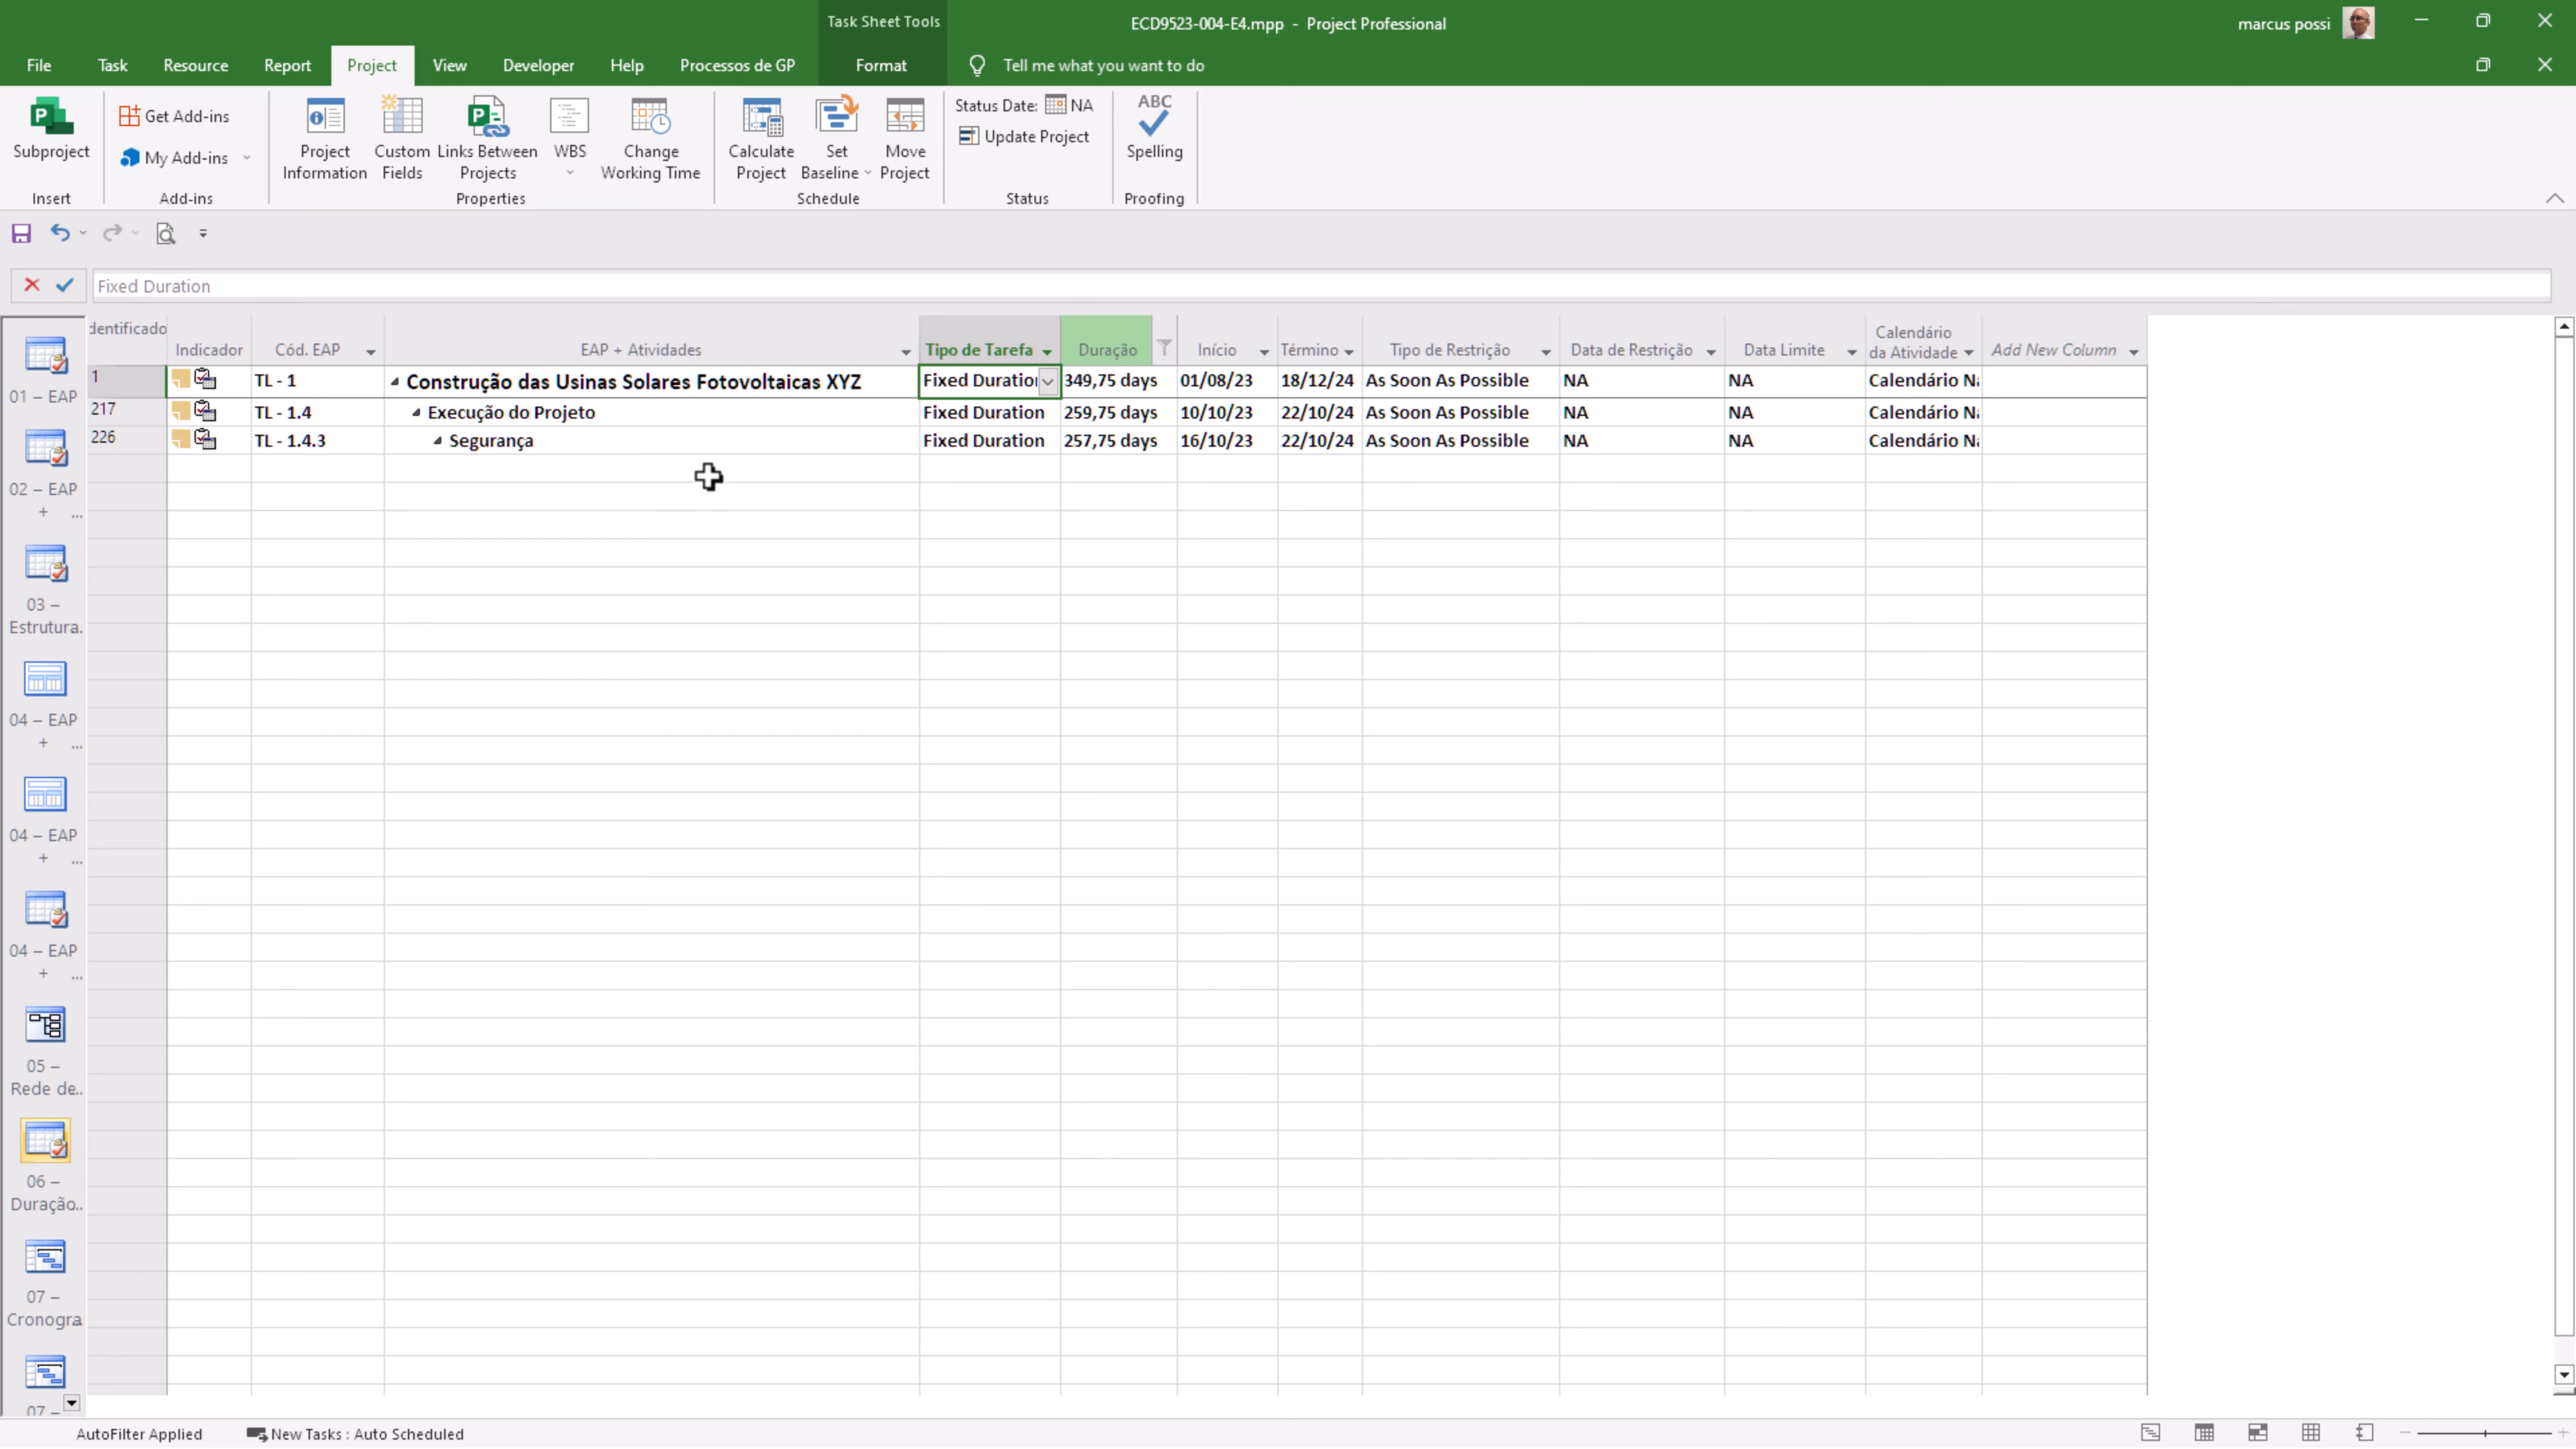 Task Sheet Tools
ECD9523-004-E4.mpp - Project Professional
marcus possi
File Task Resource Report Project View Developer Help Processos de GP Format Tell me what you want to do
Subproject
Get Add-ins
My Add-ins
Project Information
Custom Fields
Links Between Projects
WBS
Change Working Time
Calculate Project
Set Baseline
Move Project
Status Date: NA
Update Project
ABC
Spelling
Insert Add-ins Properties Schedule Status Proofing
Fixed Duration
dentificado Indicador Cód. EAP EAP + Atividades Tipo de Tarefa Duração Início Término Tipo de Restrição Data de Restrição Data Limite Calendário da Atividade Add New Column
1 TL - 1 Construção das Usinas Solares Fotovoltaicas XYZ Fixed Duration 349,75 days 01/08/23 18/12/24 As Soon As Possible NA NA Calendário Na
217 TL - 1.4 Execução do Projeto Fixed Duration 259,75 days 10/10/23 22/10/24 As Soon As Possible NA NA Calendário Na
226 TL - 1.4.3 Segurança Fixed Duration 257,75 days 16/10/23 22/10/24 As Soon As Possible NA NA Calendário Na
01 – EAP
02 – EAP
+ ...
03 –
Estrutura.
04 – EAP
+ ...
04 – EAP
+ ...
04 – EAP
+ ...
05 –
Rede de..
06 –
Duração..
07 –
Cronogra
07 –
AutoFilter Applied New Tasks : Auto Scheduled